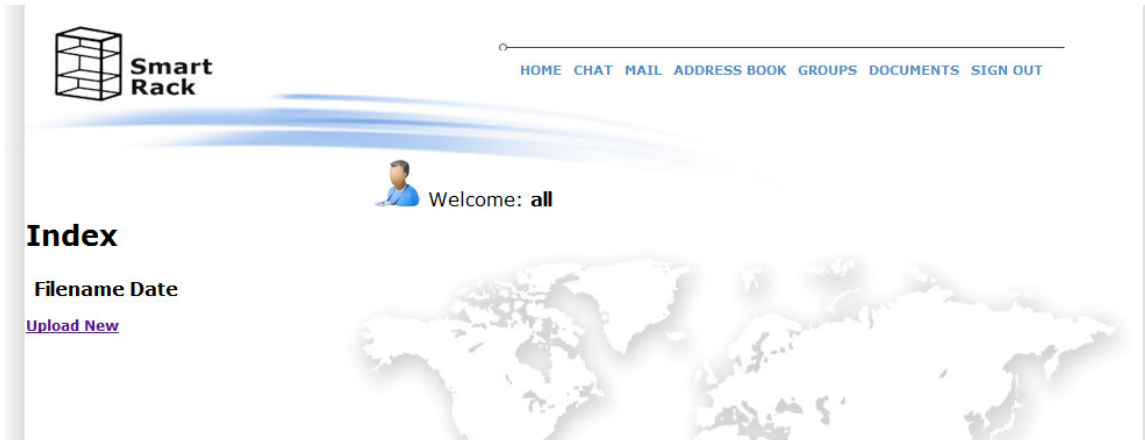 Smart
Rack
HOME CHAT MAIL ADDRESS BOOK GROUPS DOCUMENTS SIGN OUT
Welcome: all
Index
Filename Date
Upload New